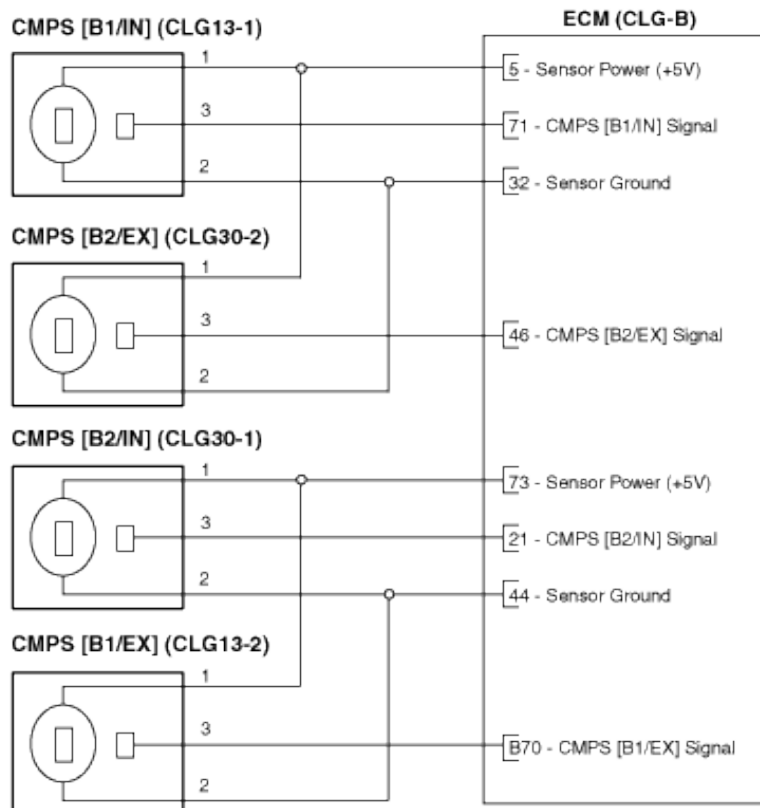 ECM (CLG-B)
CMPS [B1/IN] (CLG13-1)
1
5 - Sensor Power (+5V)
3
71 - CMPS [B1/IN] Signal
2
32 - Sensor Ground
CMPS [B2/EX] (CLG30-2)
1
3
46 - CMPS [B2/EX] Signal
2
CMPS [B2/IN] (CLG30-1)
1
73 - Sensor Power (+5V)
3
21 - CMPS [B2/IN] Signal
2
44 - Sensor Ground
CMPS [B1/EX] (CLG13-2)
1
3
B70 - CMPS [B1/EX] Signal
2